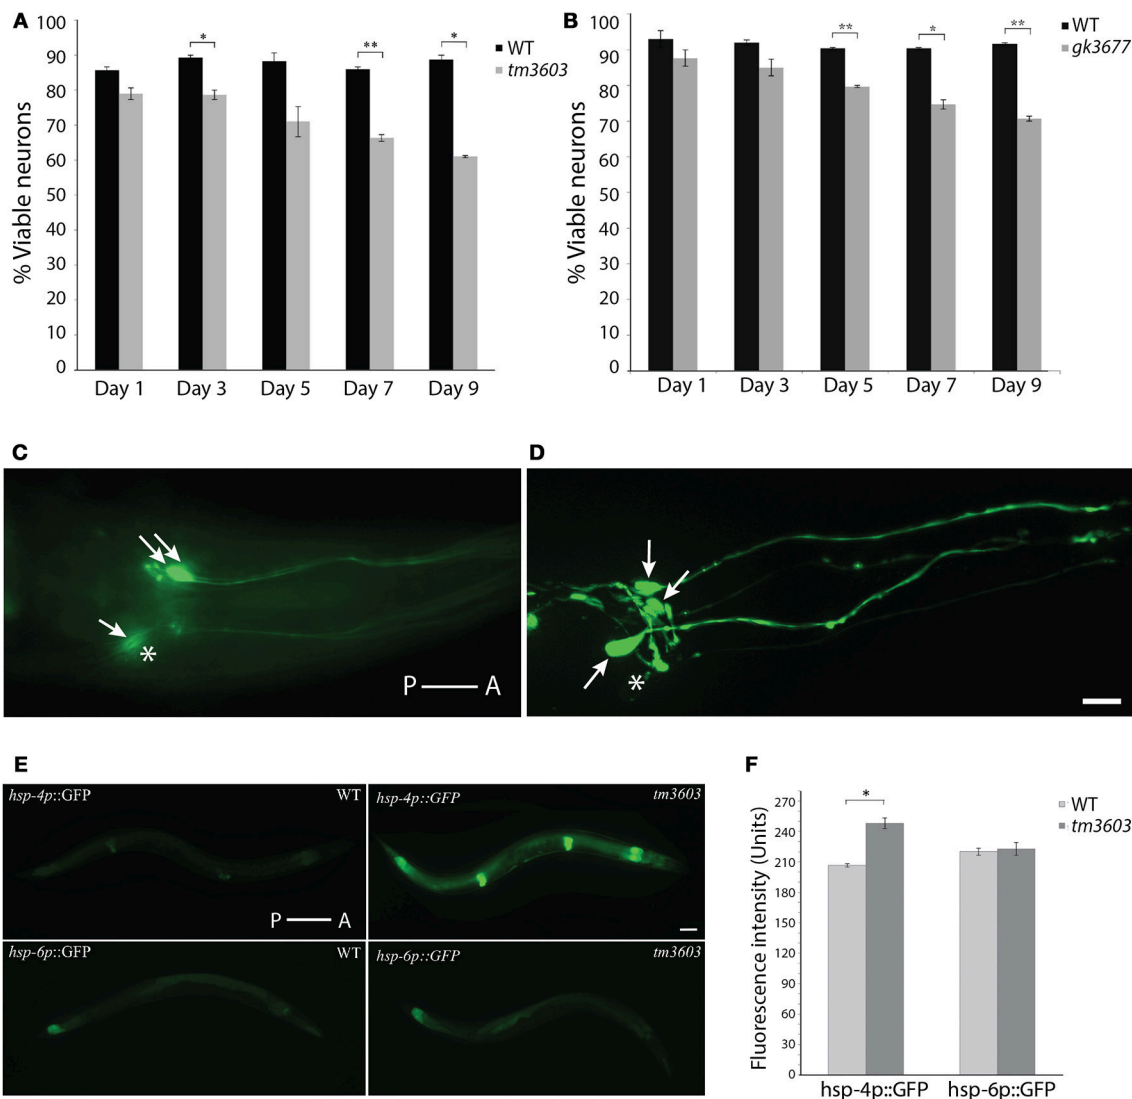 A
% Viable neurons
100
90
80
70
60
50
40
30
20
10
0
* ** *
WT
tm3603
Day 1 Day 3 Day 5 Day 7 Day 9
B
% Viable neurons
100
90
80
70
60
50
40
30
20
10
0
** * **
WT
gk3677
Day 1 Day 3 Day 5 Day 7 Day 9
C
*
P A
D
*
E
hsp-4p::GFP WT
P A
hsp-4p::GFP tm3603
hsp-6p::GFP WT
hsp-6p::GFP tm3603
F
Fluorescence intensity (Units)
270
240
210
180
150
120
90
60
30
0
*
WT
tm3603
hsp-4p::GFP hsp-6p::GFP